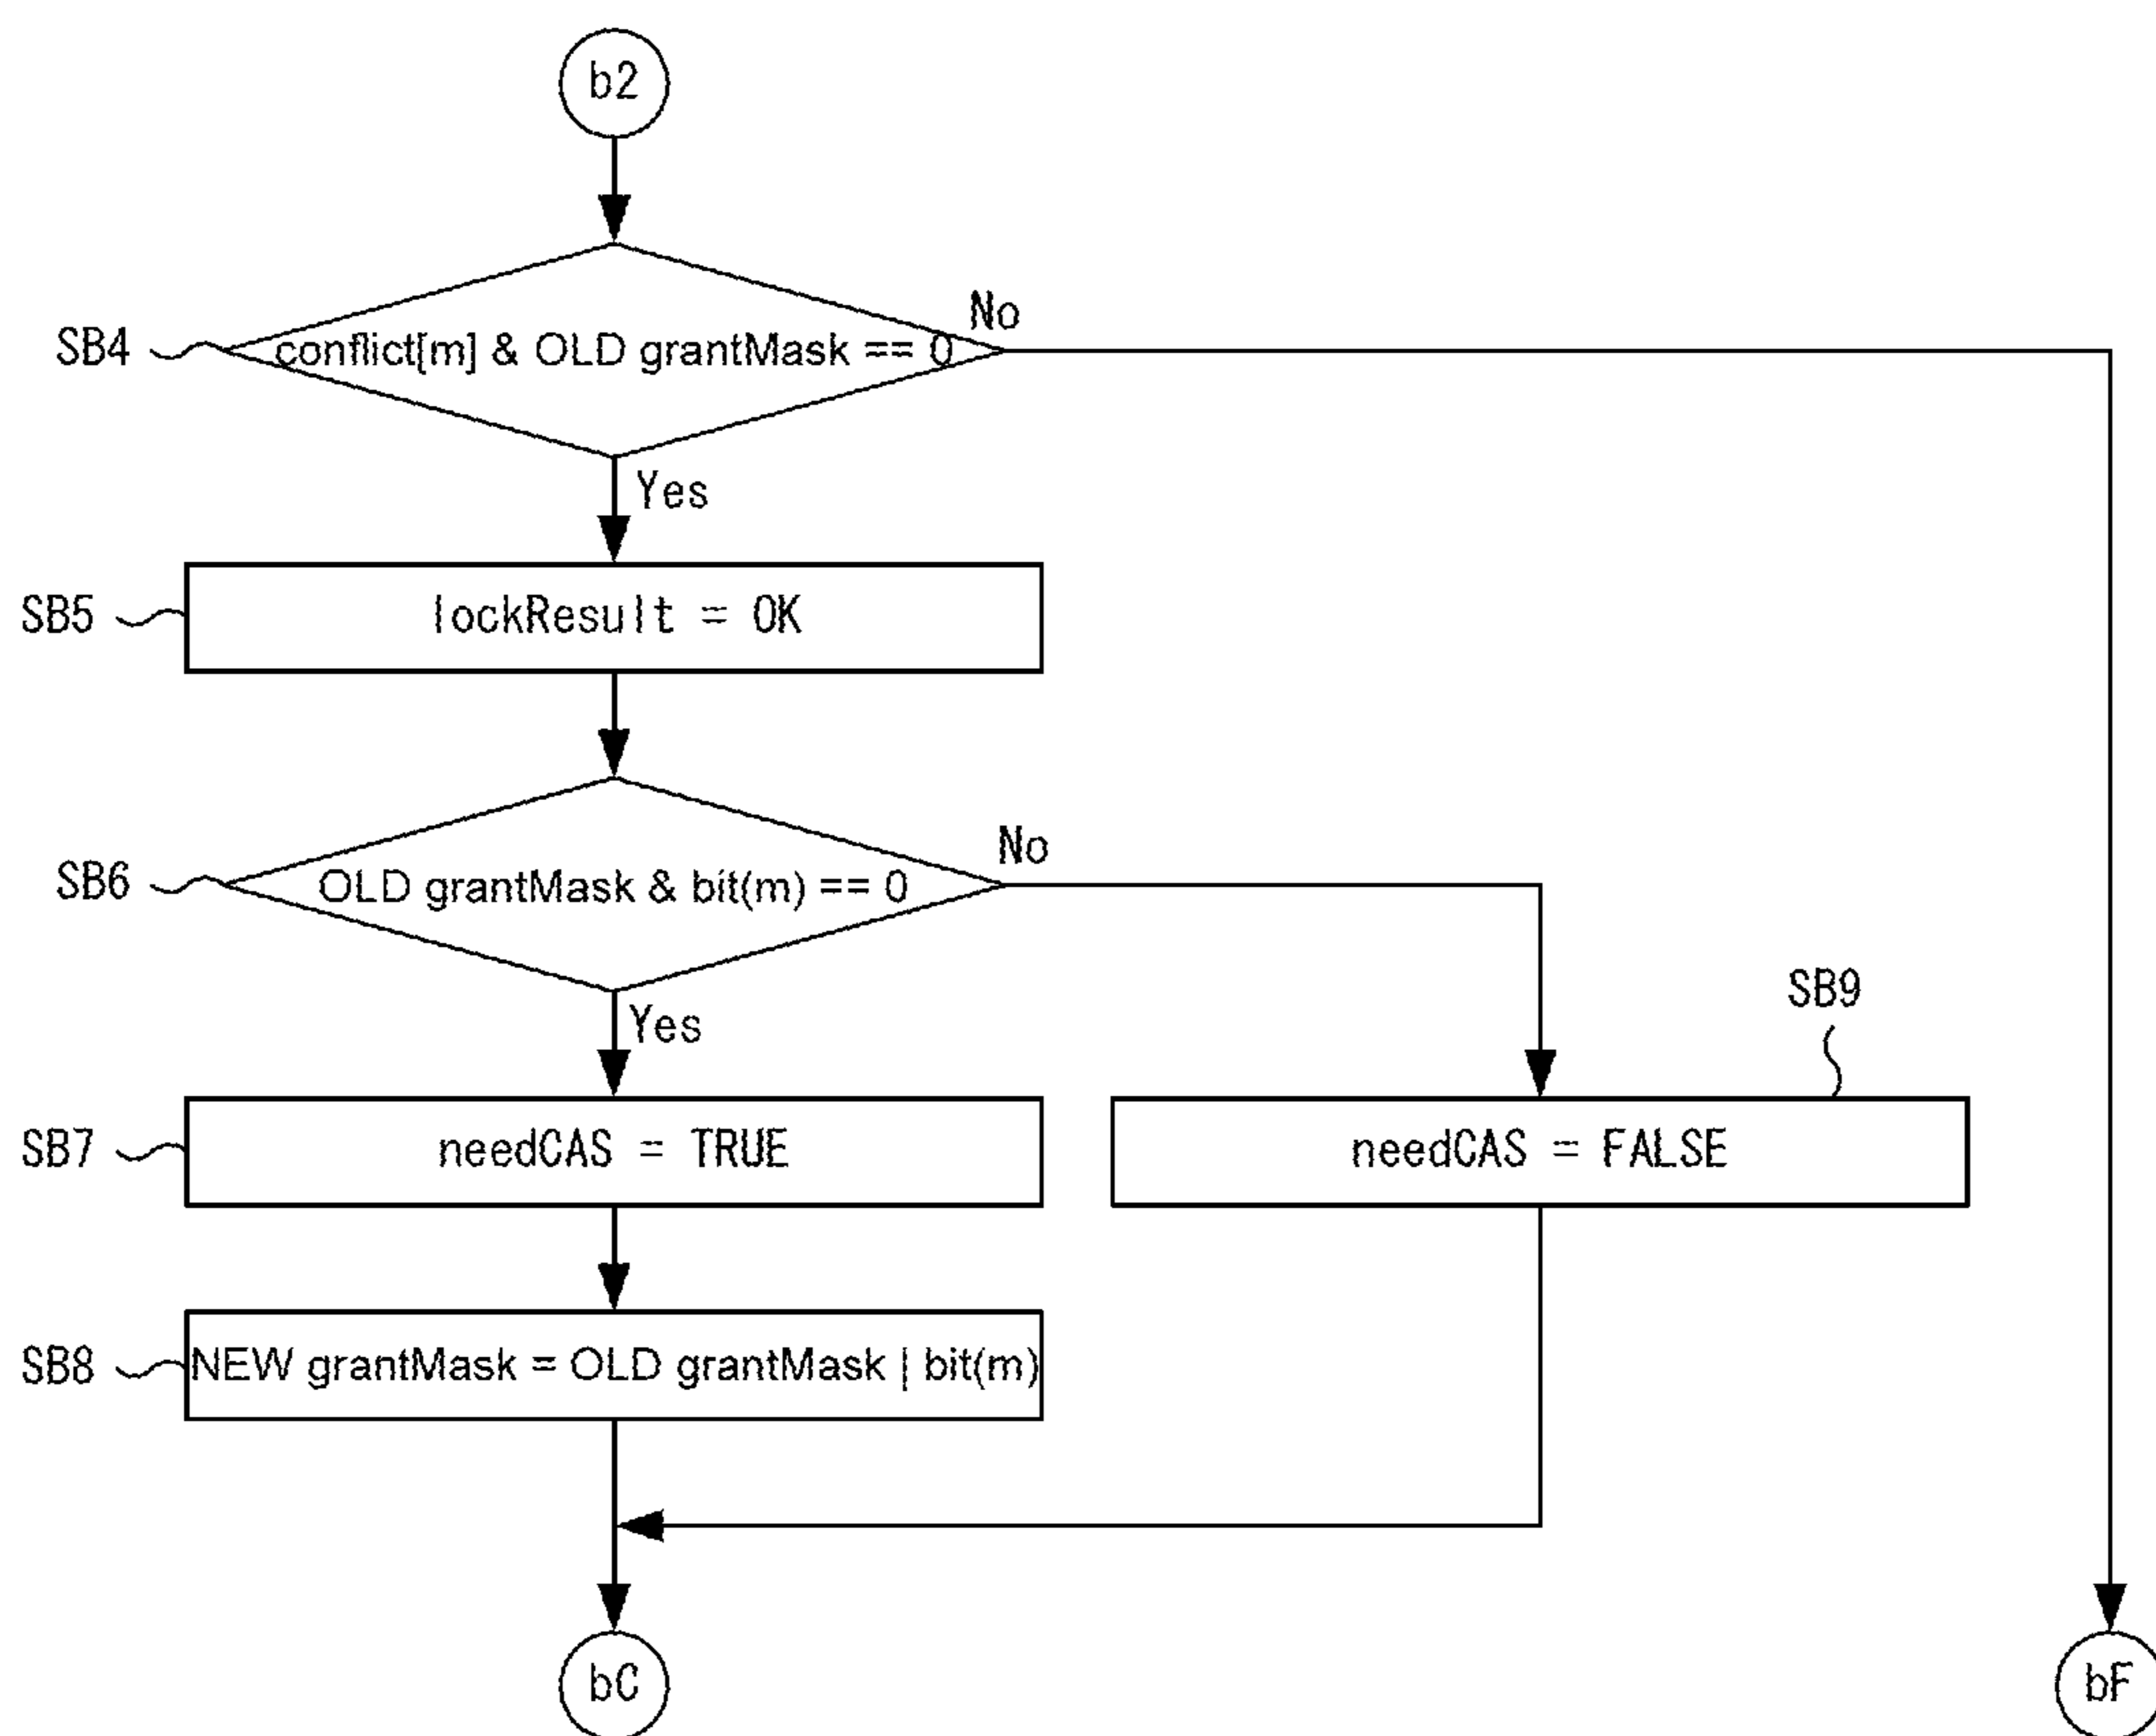 b2
No
SB4
conflict[m] & OLD grantMask == 0
Yes
SB5
lockResult = OK
No
SB6
OLD grantMask & bit(m) == 0
Yes
SB9
SB7
needCAS = TRUE
needCAS = FALSE
SB8
NEW grantMask = OLD grantMask | bit(m)
bC
bF